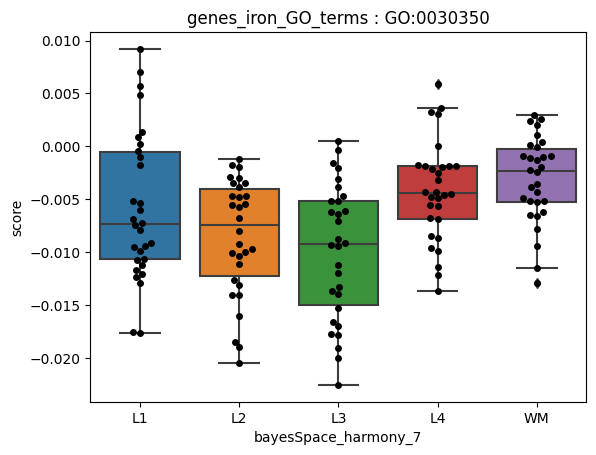 genes_iron_GO_terms : GO:0030350
0.010
0.005
0.000
−0.005
−0.010
−0.015
−0.020
score
L1 L2 L3 L4 WM
bayesSpace_harmony_7